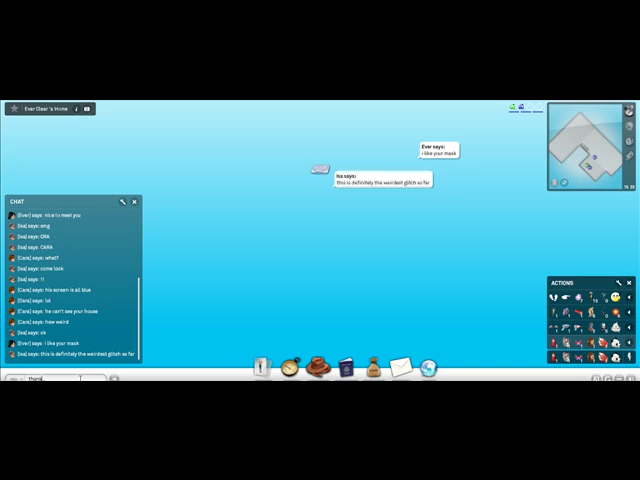 Ever Clear's Home
Ever says:
i like your mask
Isa says:
this is definitely the weirdest glitch so far
CHAT
[Ever] says: nice to meet you
[Isa] says: omg
[Isa] says: CRA
[Isa] says: CARA
[Cara] says: what?
[Isa] says: come look
[Isa] says: !!
[Cara] says: his screen is all blue
[Cara] says: lol
[Cara] says: he can't see your house
[Cara] says: how weird
[Isa] says: ok
[Ever] says: i like your mask
[Isa] says: this is definitely the weirdest glitch so far
ACTIONS
thank